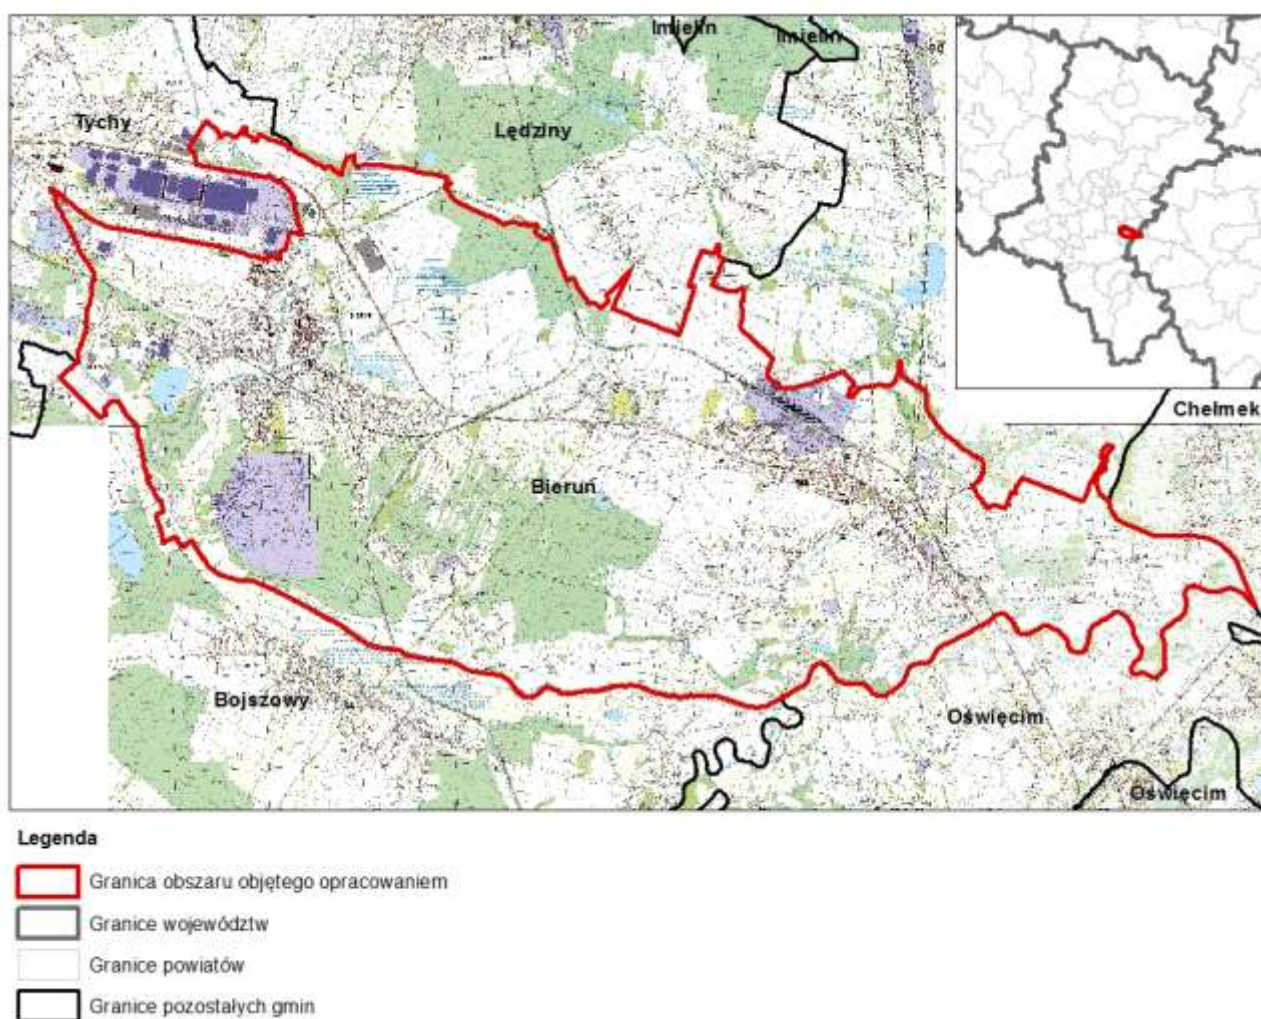 Imielin
Imielin
Tychy
Lędziny
Chełmek
Bieruń
Bojszowy
Oświęcim
Oświęcim
Legenda
Granica obszaru objętego opracowaniem
Granice województw
Granice powiatów
Granice pozostałych gmin